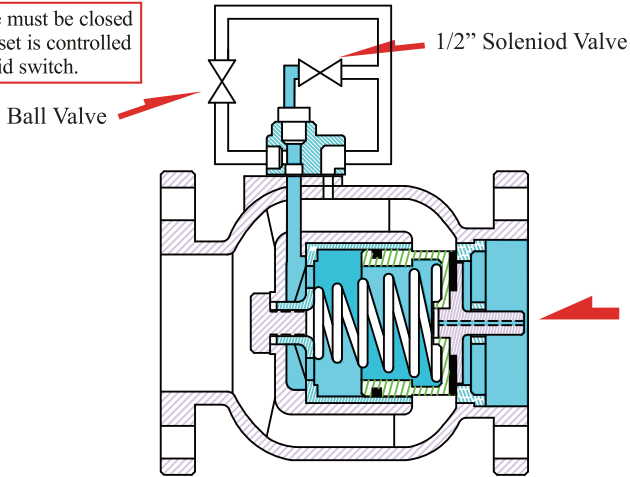 e must be closed
set is controlled
id switch.
1/2” Soleniod Valve
Ball Valve